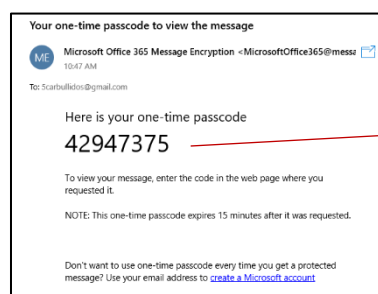 Your one-time passcode to view the message
ME
Microsoft Office 365 Message Encryption <MicrosoftOffice365@messa
10:47 AM
To: 5carbullidos@gmail.com
Here is your one-time passcode
42947375
To view your message, enter the code in the web page where you
requested it.
NOTE: This one-time passcode expires 15 minutes after it was requested.
Don't want to use one-time passcode every time you get a protected
message? Use your email address to create a Microsoft account